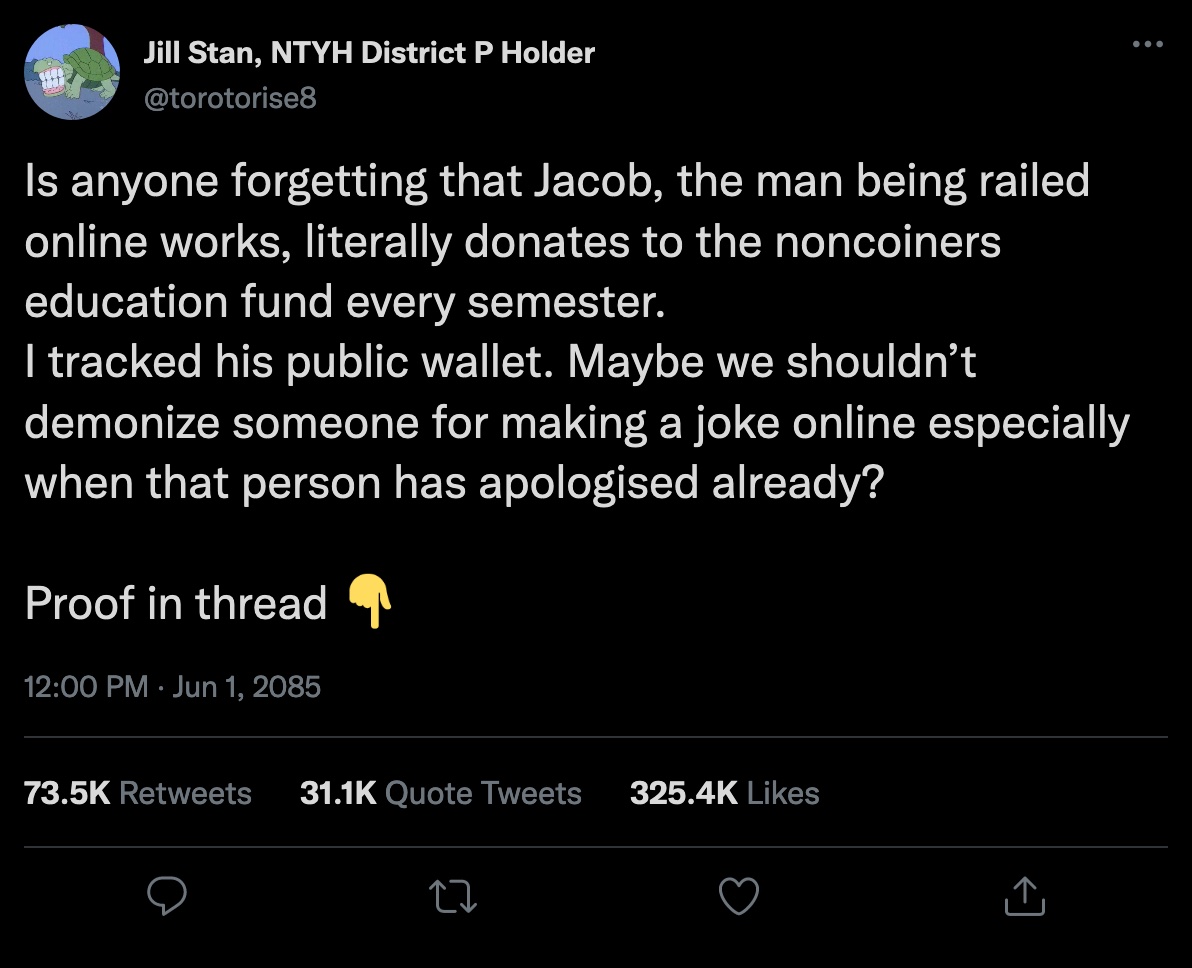 Jill Stan, NTYH District P Holder
@torotorise8
Is anyone forgetting that Jacob, the man being railed
online works, literally donates to the noncoiners
education fund every semester.
I tracked his public wallet. Maybe we shouldn’t
demonize someone for making a joke online especially
when that person has apologised already?
Proof in thread 👇
12:00 PM · Jun 1, 2085
73.5K Retweets 31.1K Quote Tweets 325.4K Likes